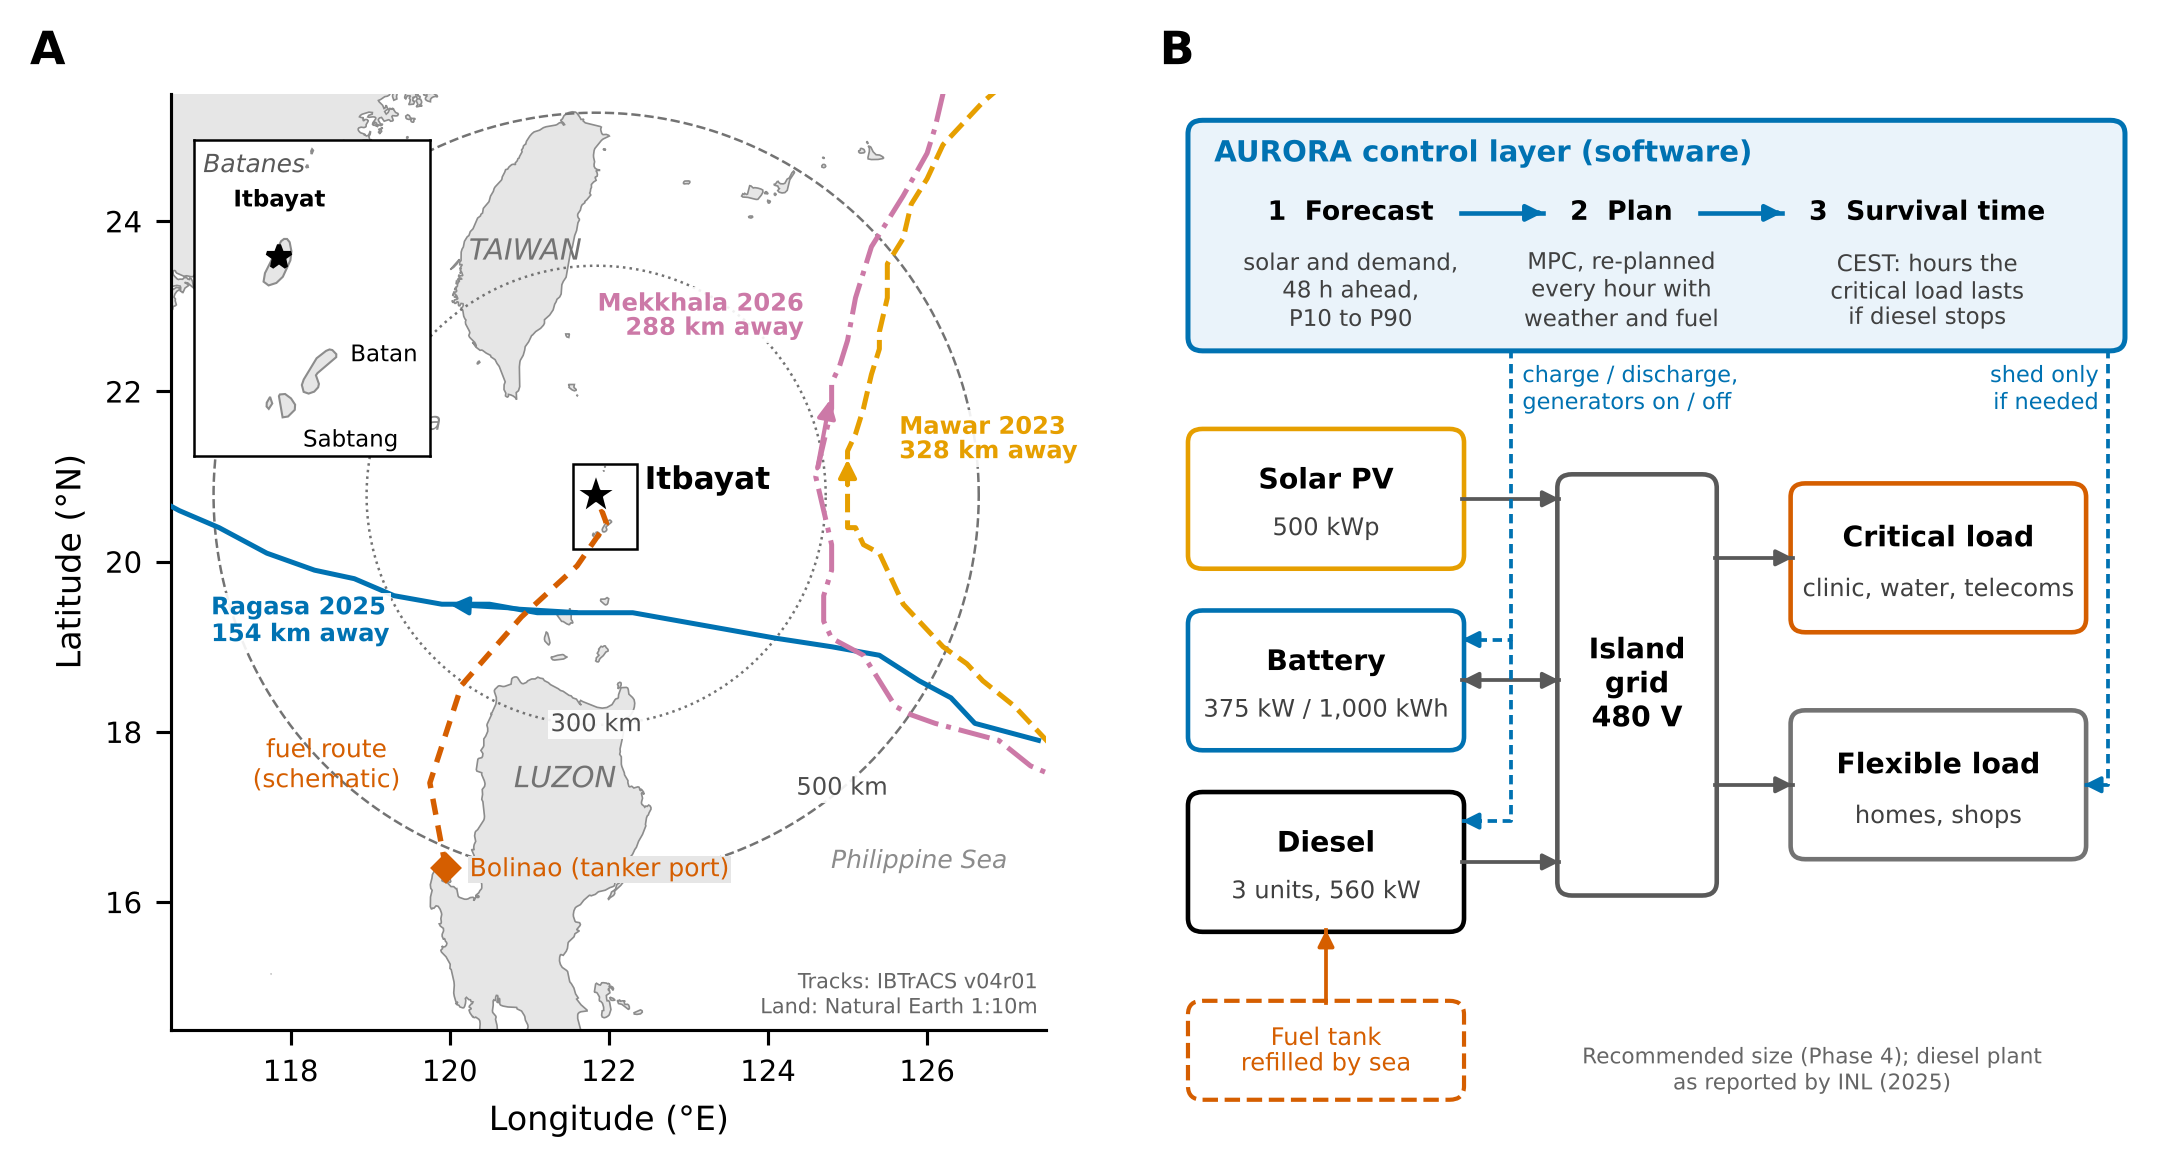 A
Batanes
Itbayat
Batan
Sabtang
TAIWAN
Mekkhala 2026
288 km away
Mawar 2023
328 km away
Itbayat
Ragasa 2025
154 km away
300 km
fuel route
(schematic)
LUZON
500 km
Bolinao (tanker port)
Philippine Sea
Tracks: IBTrACS v04r01
Land: Natural Earth 1:10m
24
22
20
18
16
Latitude (°N)
118 120 122 124 126
Longitude (°E)
B
AURORA control layer (software)
1 Forecast 2 Plan 3 Survival time
solar and demand,
48 h ahead,
P10 to P90
MPC, re-planned
every hour with
weather and fuel
CEST: hours the
critical load lasts
if diesel stops
charge / discharge,
generators on / off
shed only
if needed
Solar PV
500 kWp
Battery
375 kW / 1,000 kWh
Diesel
3 units, 560 kW
Island
grid
480 V
Critical load
clinic, water, telecoms
Flexible load
homes, shops
Fuel tank
refilled by sea
Recommended size (Phase 4); diesel plant
as reported by INL (2025)